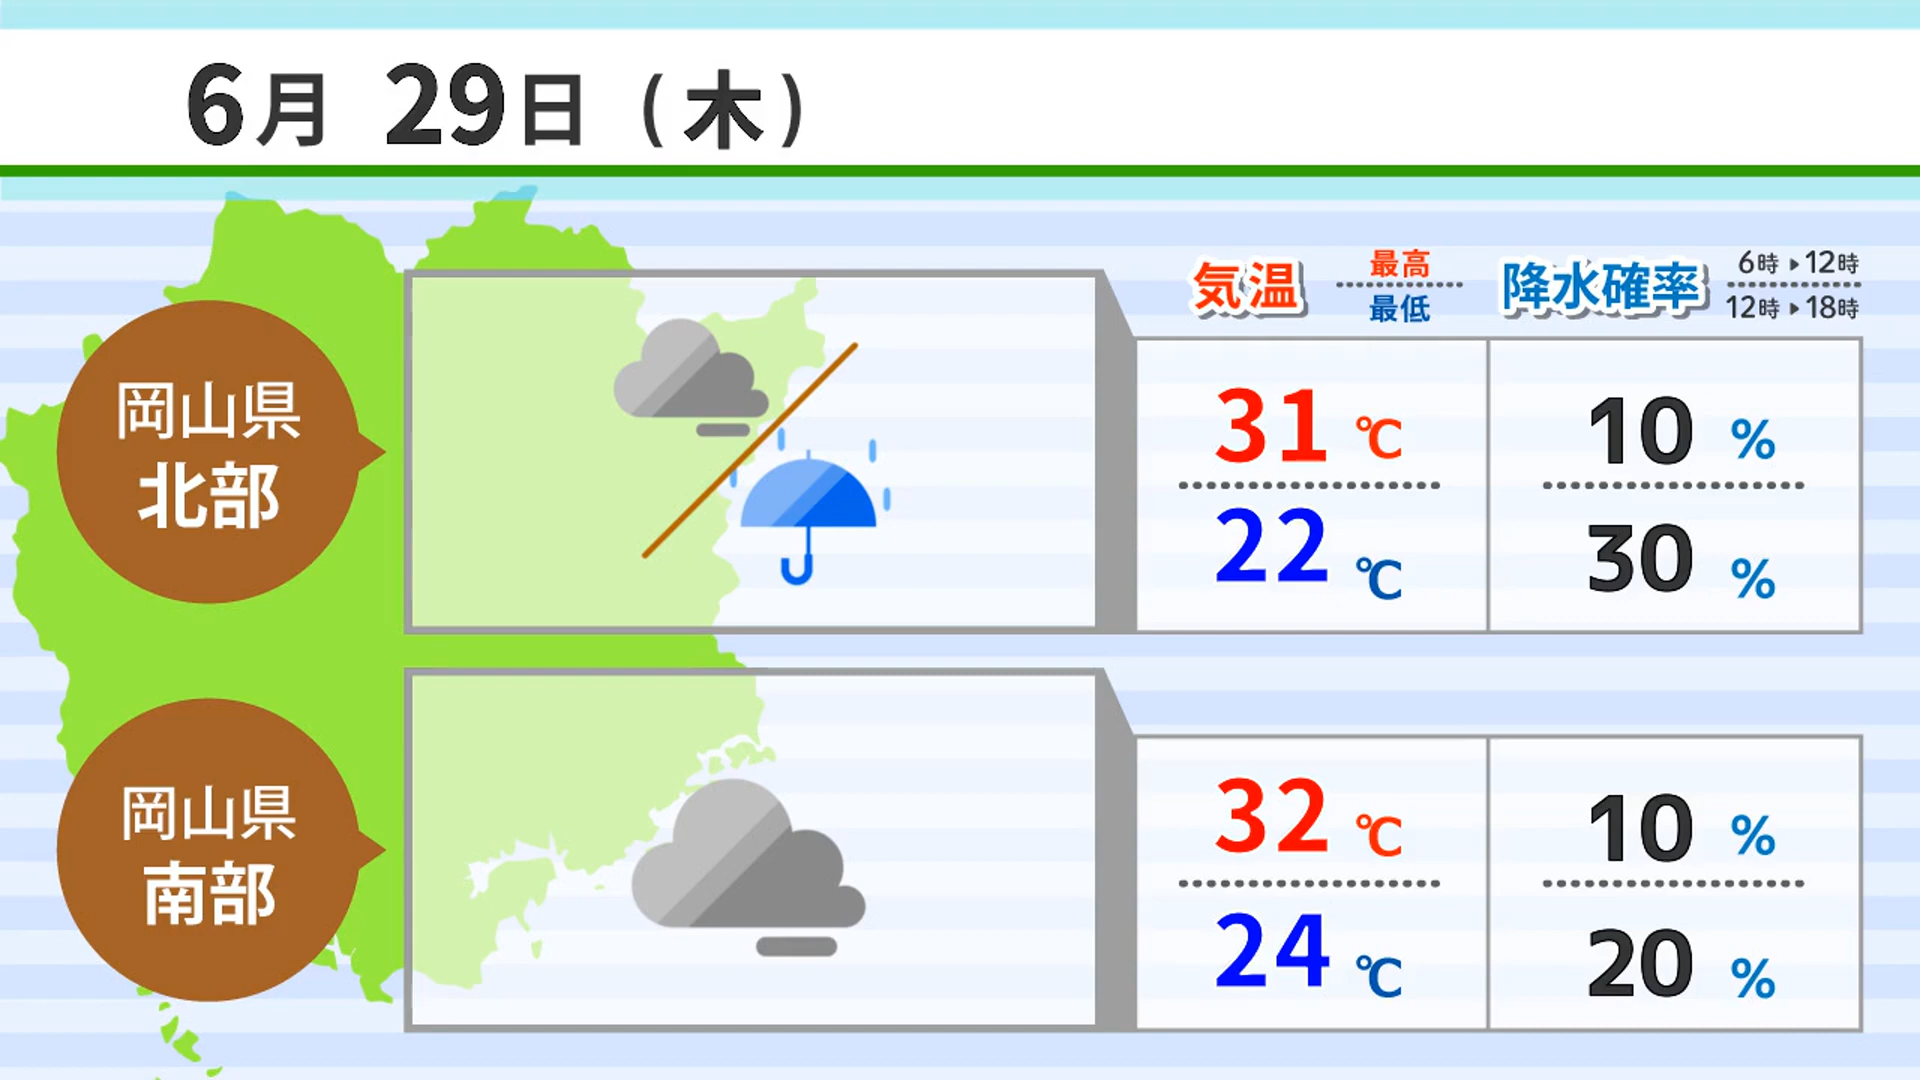 6月 29日（木）
気温 最高 最低
降水確率 6時▶12時 12時▶18時
岡山県
北部
31 ℃ 10 %
22 ℃ 30 %
岡山県
南部
32 ℃ 10 %
24 ℃ 20 %